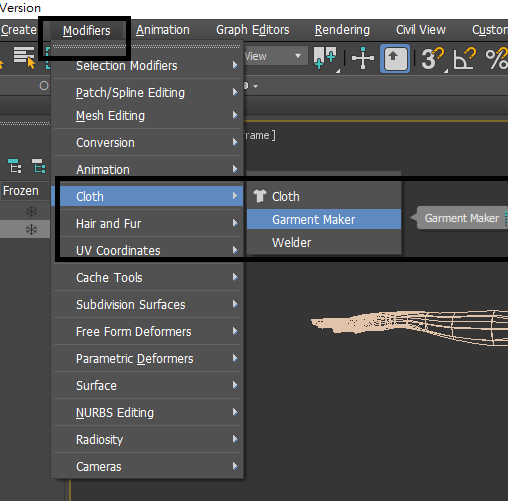 Version
Create Modifiers Animation Graph Editors Rendering Civil View Custom
View 3
Selection Modifiers
Patch/Spline Editing
Mesh Editing
rame ]
Conversion
Animation
Frozen
Cloth
Cloth
Hair and Fur
Garment Maker
Garment Maker
UV Coordinates
Welder
Cache Tools
Subdivision Surfaces
Free Form Deformers
Parametric Deformers
Surface
NURBS Editing
Radiosity
Cameras